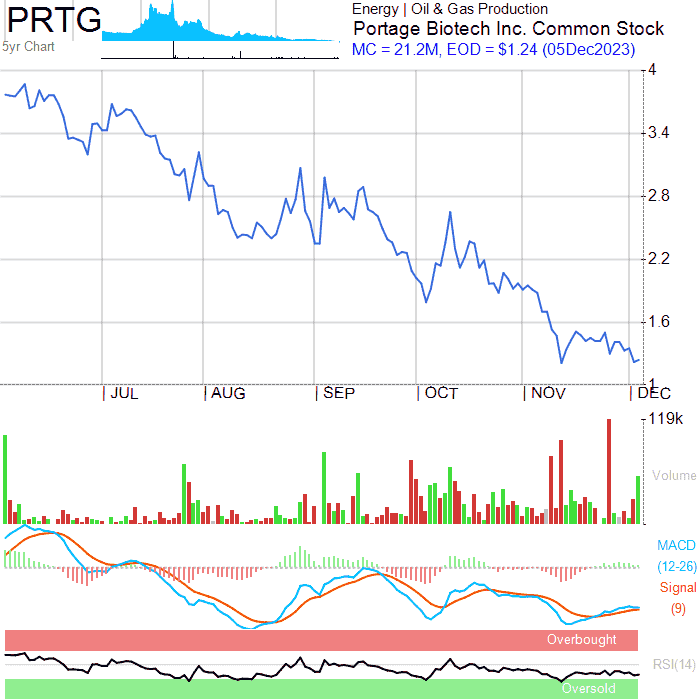 PRTG
5yr Chart
Energy | Oil & Gas Production
Portage Biotech Inc. Common Stock
MC = 21.2M, EOD = $1.24 (05Dec2023)
4
3.4
2.8
2.2
1.6
1
JUL AUG SEP OCT NOV DEC
119k
Volume
MACD
(12-26)
Signal
(9)
Overbought
RSI(14)
Oversold